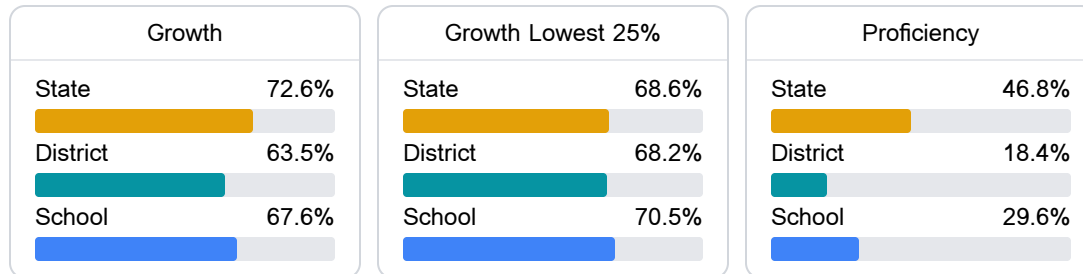 Growth
State 72.6%
District 63.5%
School 67.6%
Growth Lowest 25%
State 68.6%
District 68.2%
School 70.5%
Proficiency
State 46.8%
District 18.4%
School 29.6%